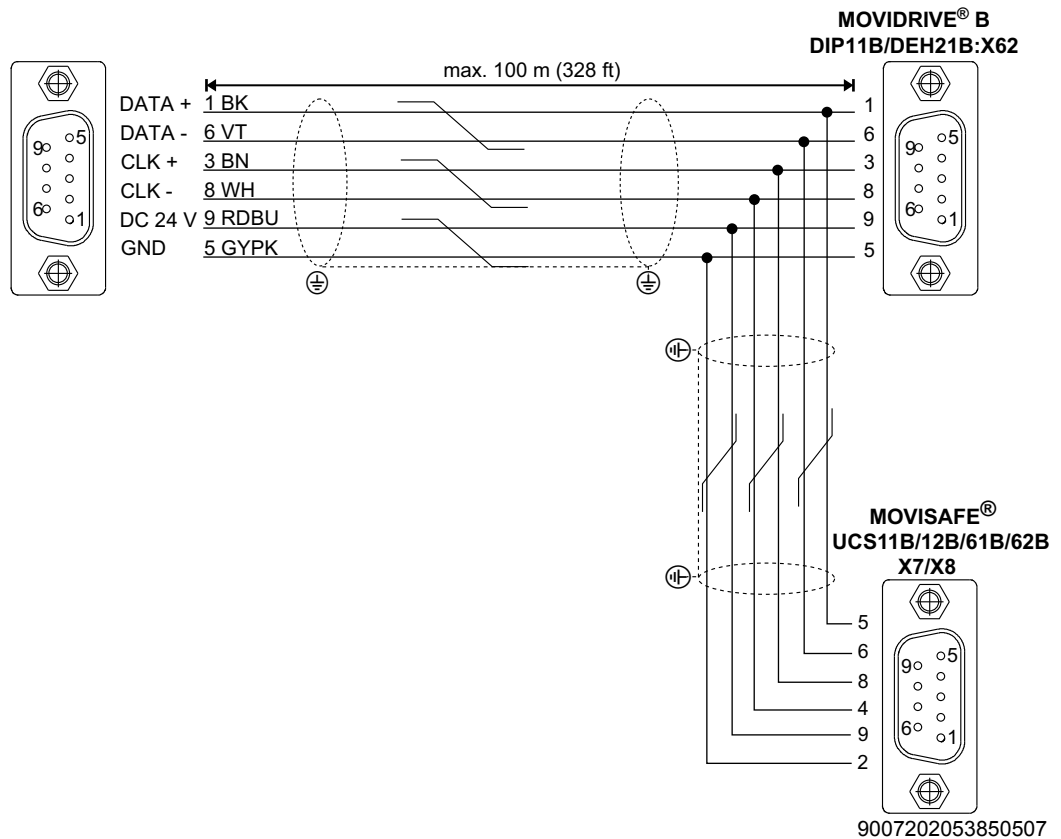 MOVIDRIVE® B
DIP11B/DEH21B:X62
max. 100 m (328 ft)
9 5
6 1
DATA + 1 BK 1
DATA - 6 VT 6
CLK + 3 BN 3
CLK - 8 WH 8
DC 24 V 9 RDBU 9
GND 5 GYPK 5
9 5
6 1
MOVISAFE®
UCS11B/12B/61B/62B
X7/X8
5
6
8
4
9
2
9 5
6 1
9007202053850507